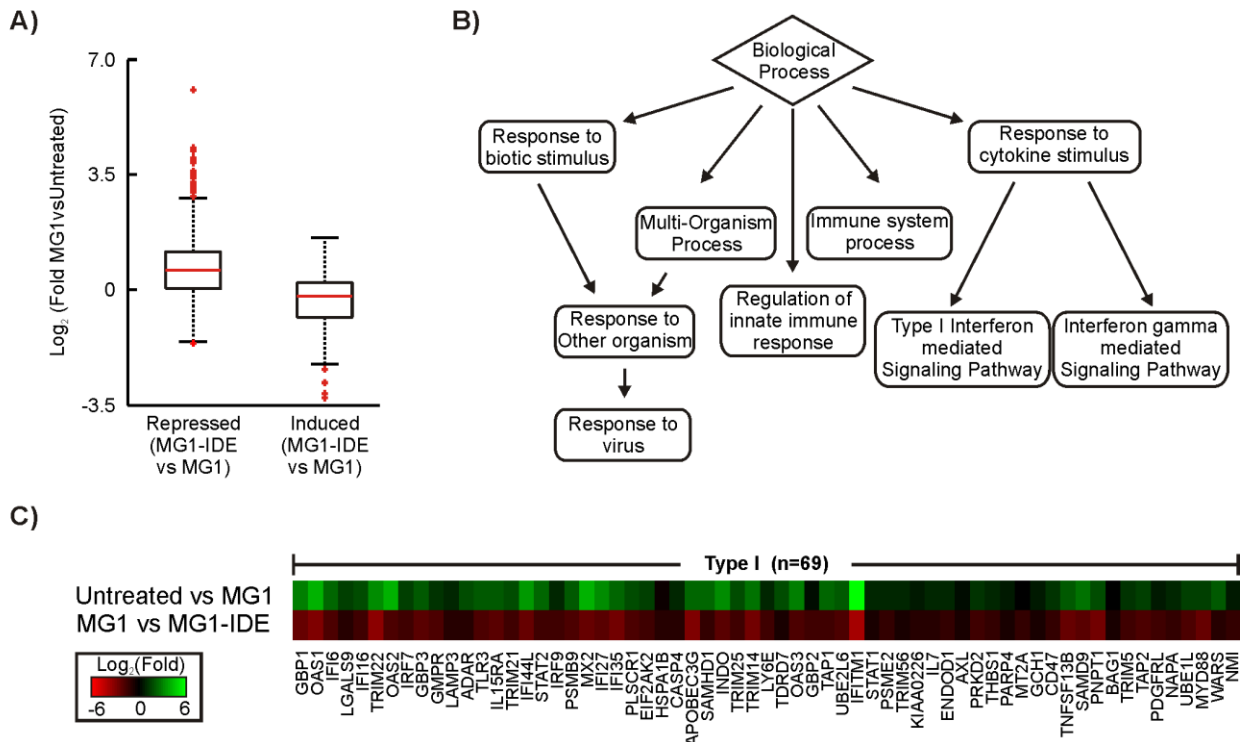 A)
7.0
3.5
0
-3.5
Log2 (Fold MG1vsUntreated)
Repressed
(MG1-IDE
vs MG1)
Induced
(MG1-IDE
vs MG1)
B)
Biological
Process
Response to
biotic stimulus
Response to
cytokine stimulus
Multi-Organism
Process
Immune system
process
Response to
Other organism
Regulation of
innate immune
response
Type I Interferon
mediated
Signaling Pathway
Interferon gamma
mediated
Signaling Pathway
Response to
virus
C)
Type I (n=69)
Untreated vs MG1
MG1 vs MG1-IDE
Log2(Fold)
-6 0 6
GBP1
OAS1
IFI6
LGALS9
IFI16
TRIM22
OAS2
IRF7
GBP3
GMPR
LAMP3
ADAR
TLR3
IL15RA
TRIM21
IFI44L
STAT2
IRF9
PSMB9
MX2
IFI27
IFI35
PLSCR1
EIF2AK2
HSPA1B
CASP4
APOBEC3G
SAMHD1
INDO
TRIM25
TRIM14
LY6E
TDRD7
OAS3
GBP2
TAP1
UBE2L6
IFITM1
STAT1
PSME2
TRIM56
KIAO0226
IL7
ENDOD1
AXL
PRKD2
THBS1
PARP4
MT2A
GCH1
CD47
TNFSF13B
SAMD9
PNPT1
BAG1
TRIM5
TAP2
PDGFRL
NAPA
UBE1L
MYD88
WARS
NMI